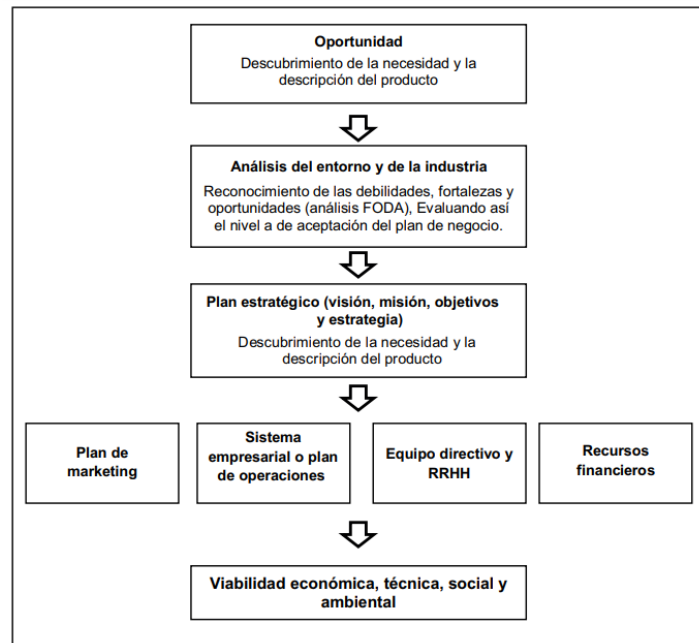 Oportunidad
Descubrimiento de la necesidad y la
descripción del producto
Análisis del entorno y de la industria
Reconocimiento de las debilidades, fortalezas y
oportunidades (análisis FODA), Evaluando así
el nivel a de aceptación del plan de negocio.
Plan estratégico (visión, misión, objetivos
y estrategia)
Descubrimiento de la necesidad y la
descripción del producto
Plan de
marketing
Sistema
empresarial o plan
de operaciones
Equipo directivo y
RRHH
Recursos
financieros
Viabilidad económica, técnica, social y
ambiental